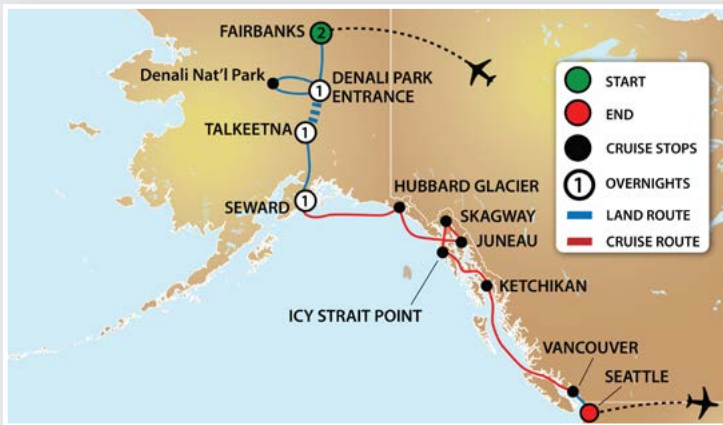 FAIRBANKS
2
Denali Nat'l Park
1
DENALI PARK
ENTRANCE
TALKEETNA
1
SEWARD
1
HUBBARD GLACIER
SKAGWAY
JUNEAU
KETCHIKAN
ICY STRAIT POINT
VANCOUVER
SEATTLE
START
END
CRUISE STOPS
1
OVERNIGHTS
LAND ROUTE
CRUISE ROUTE